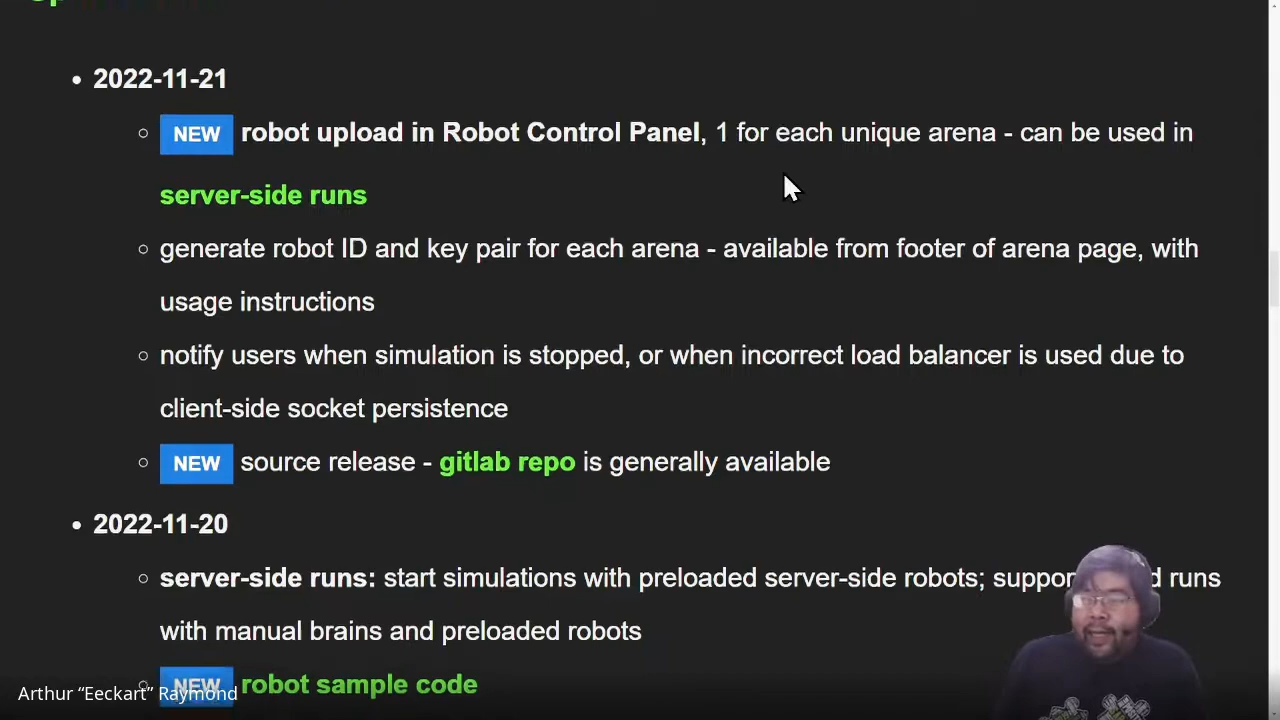 2022-11-21
NEW robot upload in Robot Control Panel, 1 for each unique arena - can be used in
server-side runs
generate robot ID and key pair for each arena - available from footer of arena page, with
usage instructions
notify users when simulation is stopped, or when incorrect load balancer is used due to
client-side socket persistence
NEW source release - gitlab repo is generally available
2022-11-20
server-side runs: start simulations with preloaded server-side robots; runs
with manual brains and preloaded robots
NEW robot sample code
Arthur “Eeckart” Raymond